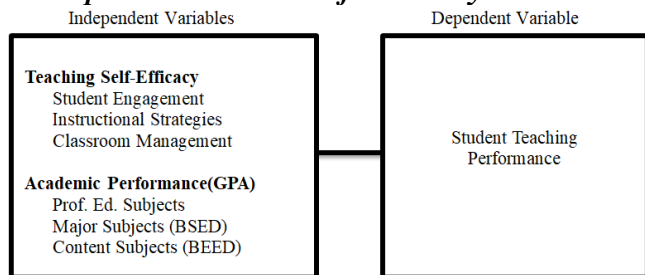 Independent Variables
Dependent Variable
Teaching Self-Efficacy
Student Engagement
Instructional Strategies
Classroom Management
Academic Performance(GPA)
Prof. Ed. Subjects
Major Subjects (BSED)
Content Subjects (BEED)
Student Teaching
Performance